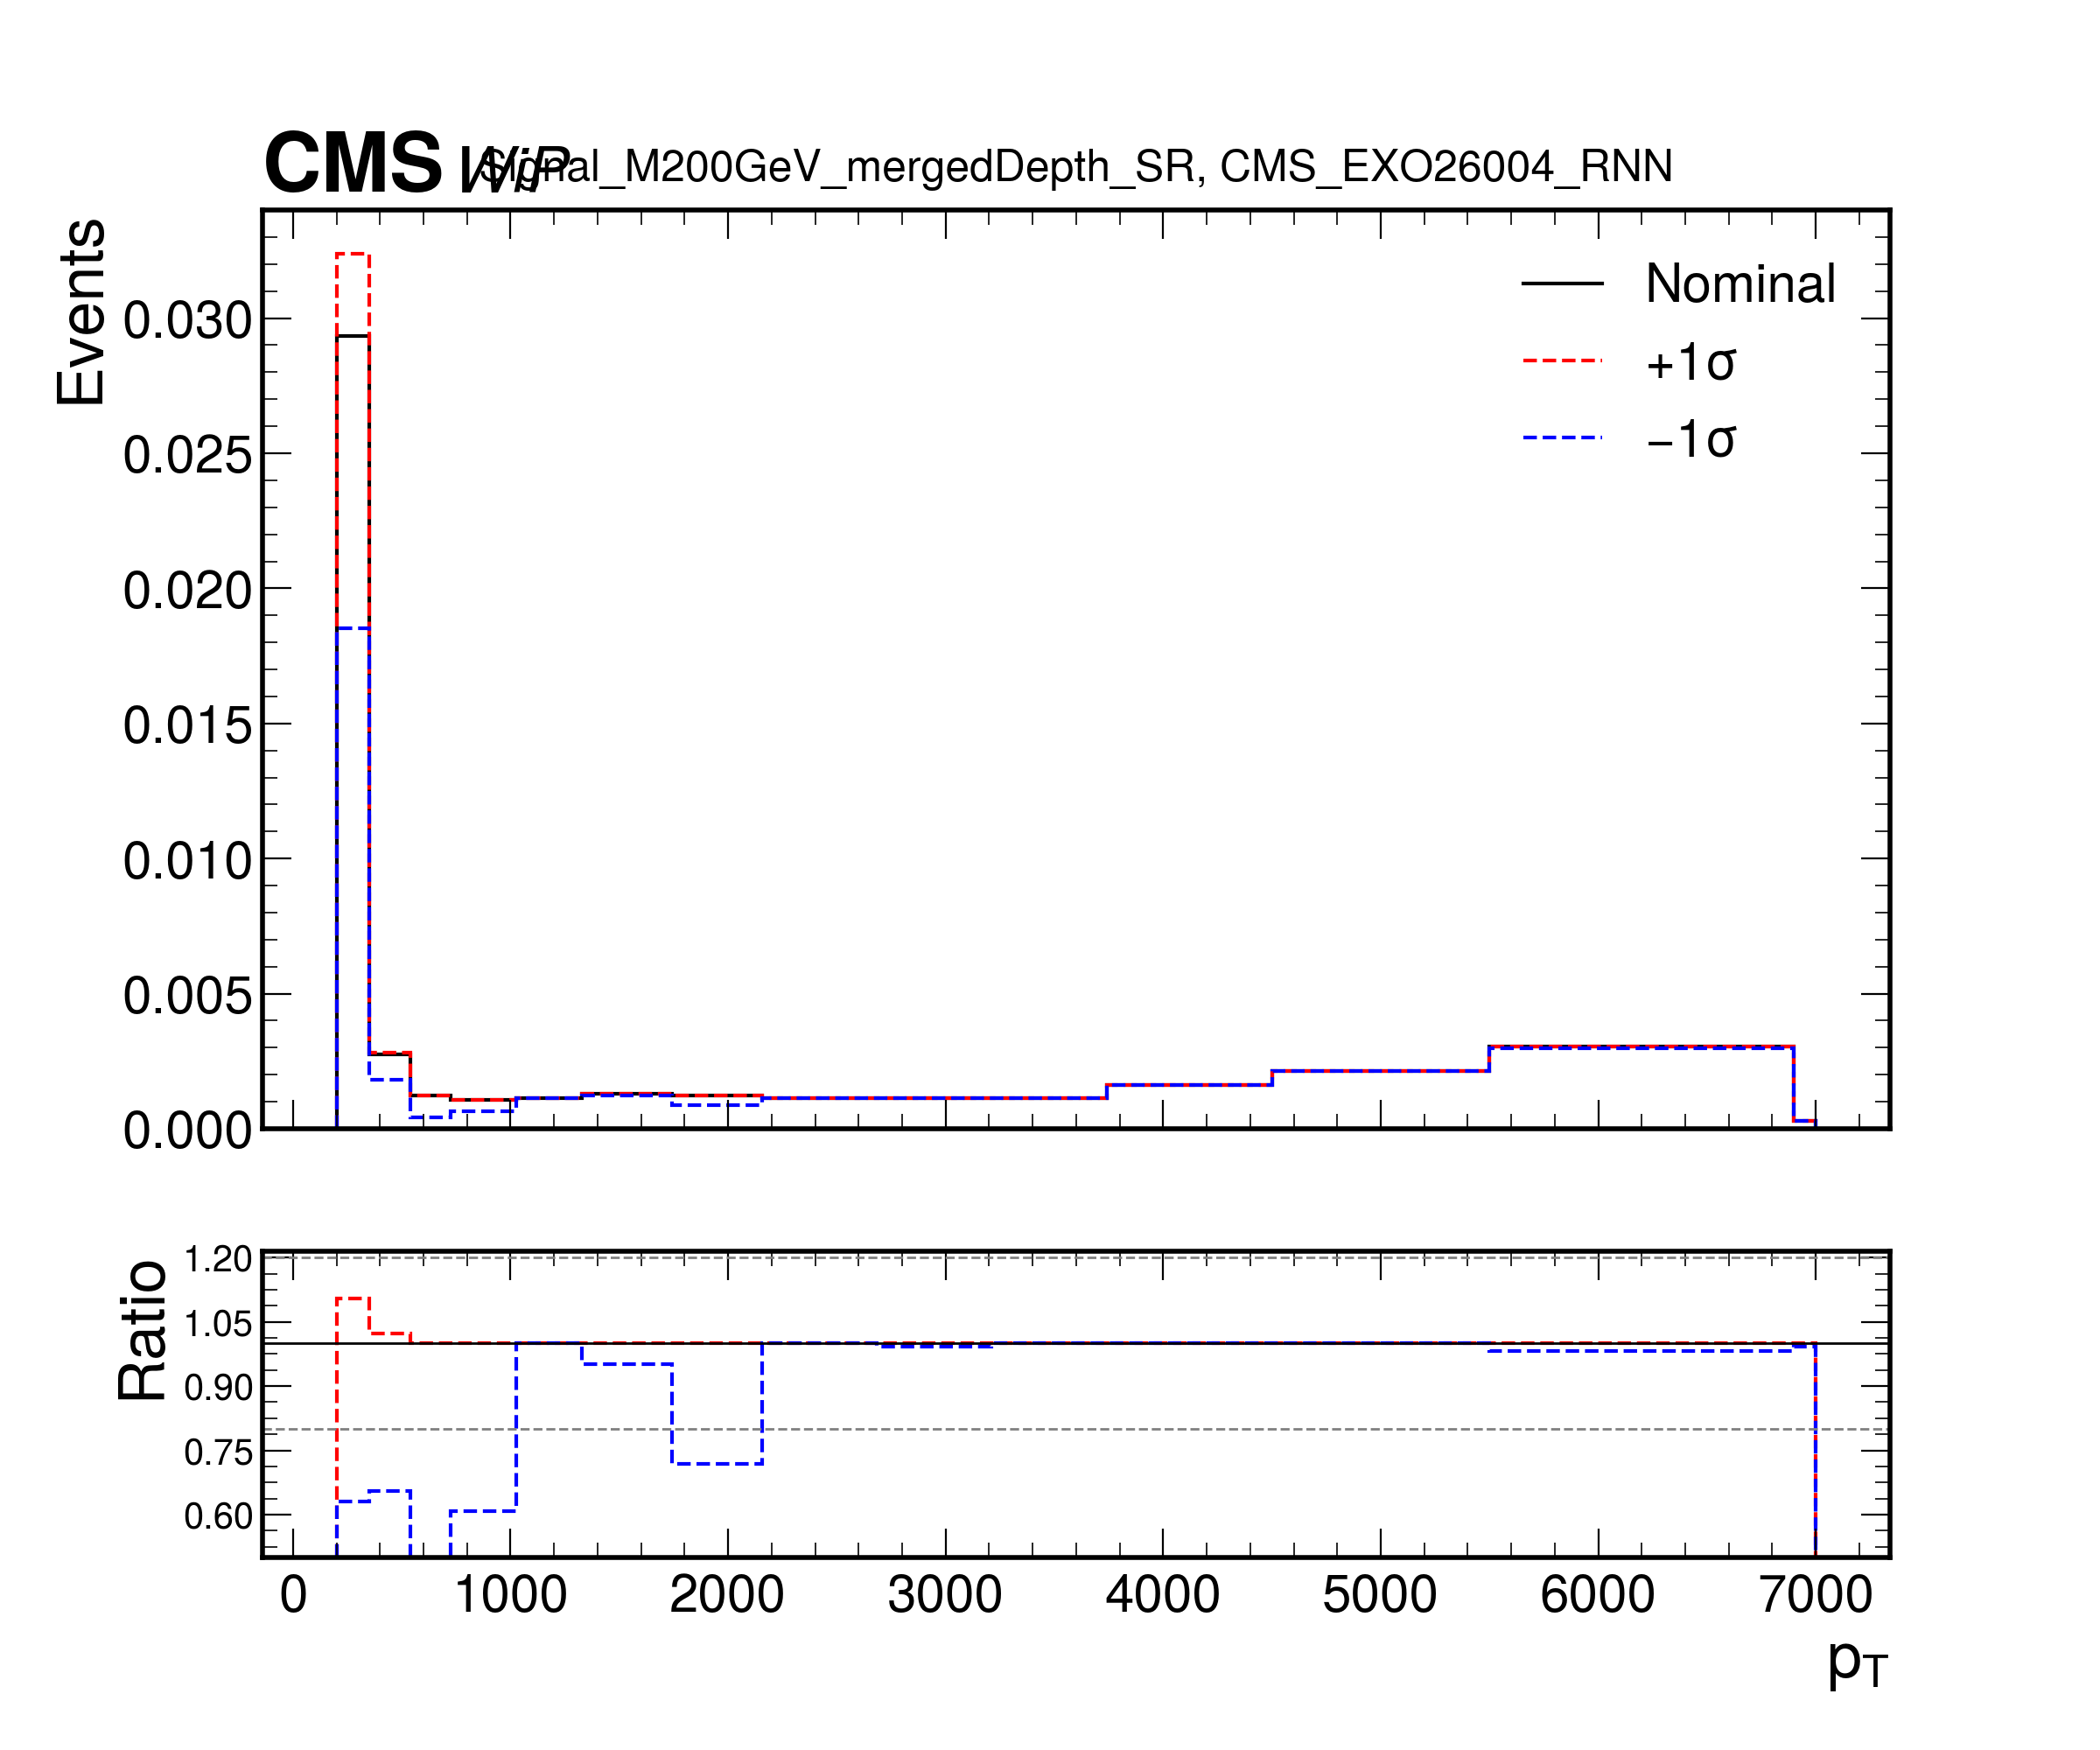 CMS WiP Signal_M200GeV_mergedDepth_SR, CMS_EXO26004_RNN
Events
Nominal
+1σ
−1σ
0.030
0.025
0.020
0.015
0.010
0.005
0.000
Ratio
1.20
1.05
0.90
0.75
0.60
0 1000 2000 3000 4000 5000 6000 7000
pT